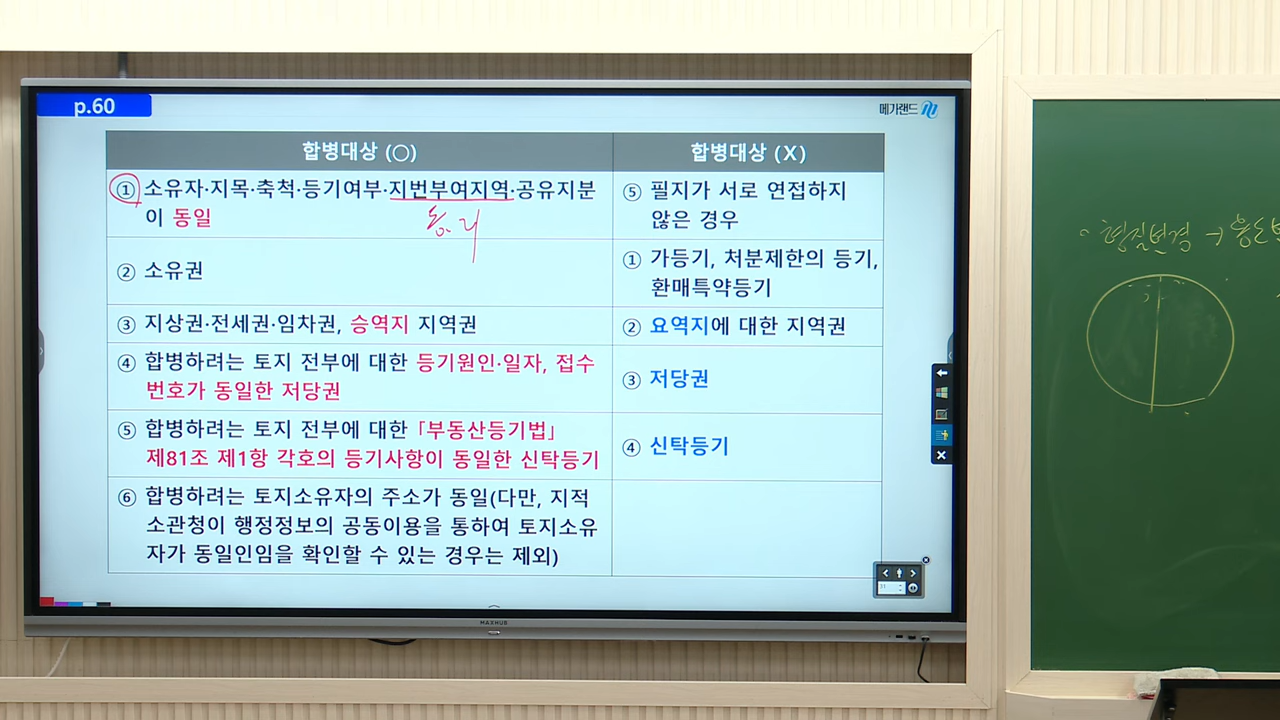 p.60
메가랜드
합병대상 (○)
합병대상 (X)
① 소유자·지목·축척·등기여부·지번부여지역·공유지분
이 동일
동·리
⑤ 필지가 서로 연접하지
않은 경우
② 소유권
① 가등기, 처분제한의 등기,
환매특약등기
③ 지상권·전세권·임차권, 승역지 지역권
② 요역지에 대한 지역권
④ 합병하려는 토지 전부에 대한 등기원인·일자, 접수
번호가 동일한 저당권
③ 저당권
⑤ 합병하려는 토지 전부에 대한 「부동산등기법」
제81조 제1항 각호의 등기사항이 동일한 신탁등기
④ 신탁등기
⑥ 합병하려는 토지소유자의 주소가 동일(다만, 지적
소관청이 행정정보의 공동이용을 통하여 토지소유
자가 동일인임을 확인할 수 있는 경우는 제외)
MAXHUB
31
형질변경 → 용도